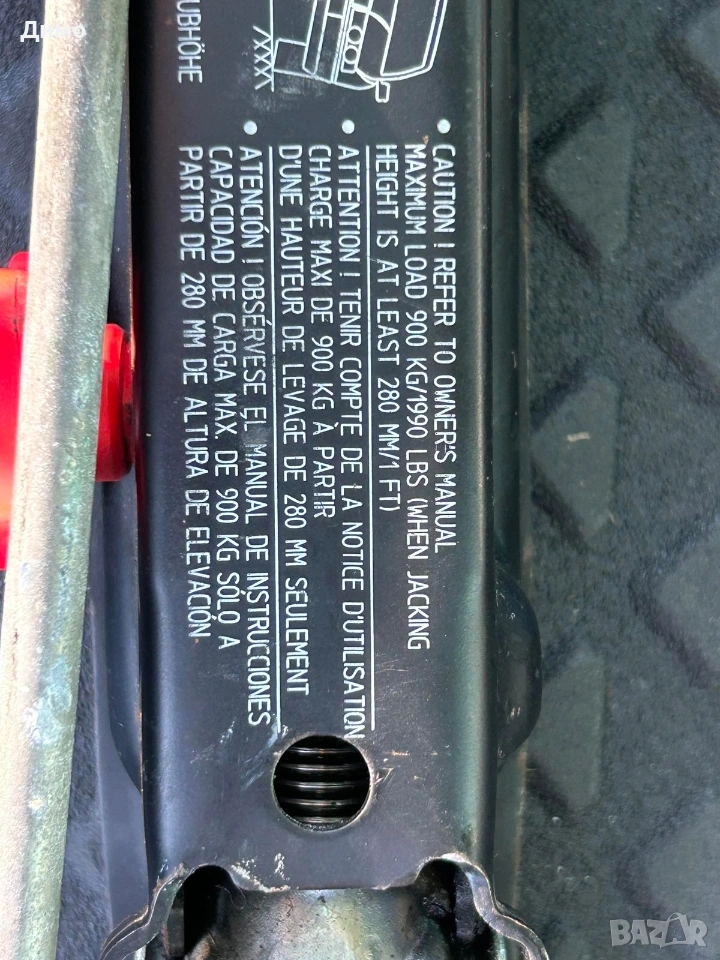 Дидо
UBHÖHE
• CAUTION ! REFER TO OWNER'S MANUAL
MAXIMUM LOAD 900 KG/1990 LBS (WHEN JACKING
HEIGHT IS AT LEAST 280 MM/1 FT)
• ATTENTION ! TENIR COMPTE DE LA NOTICE D'UTILISATION
CHARGE MAXI DE 900 KG À PARTIR
D'UNE HAUTEUR DE LEVAGE DE 280 MM SEULEMENT
• ATENCIÓN ! OBSÉRVESE EL MANUAL DE INSTRUCCIONES
CAPACIDAD DE CARGA MAX. DE 900 KG SÓLO A
PARTIR DE 280 MM DE ALTURA DE ELEVACIÓN
BAZAR